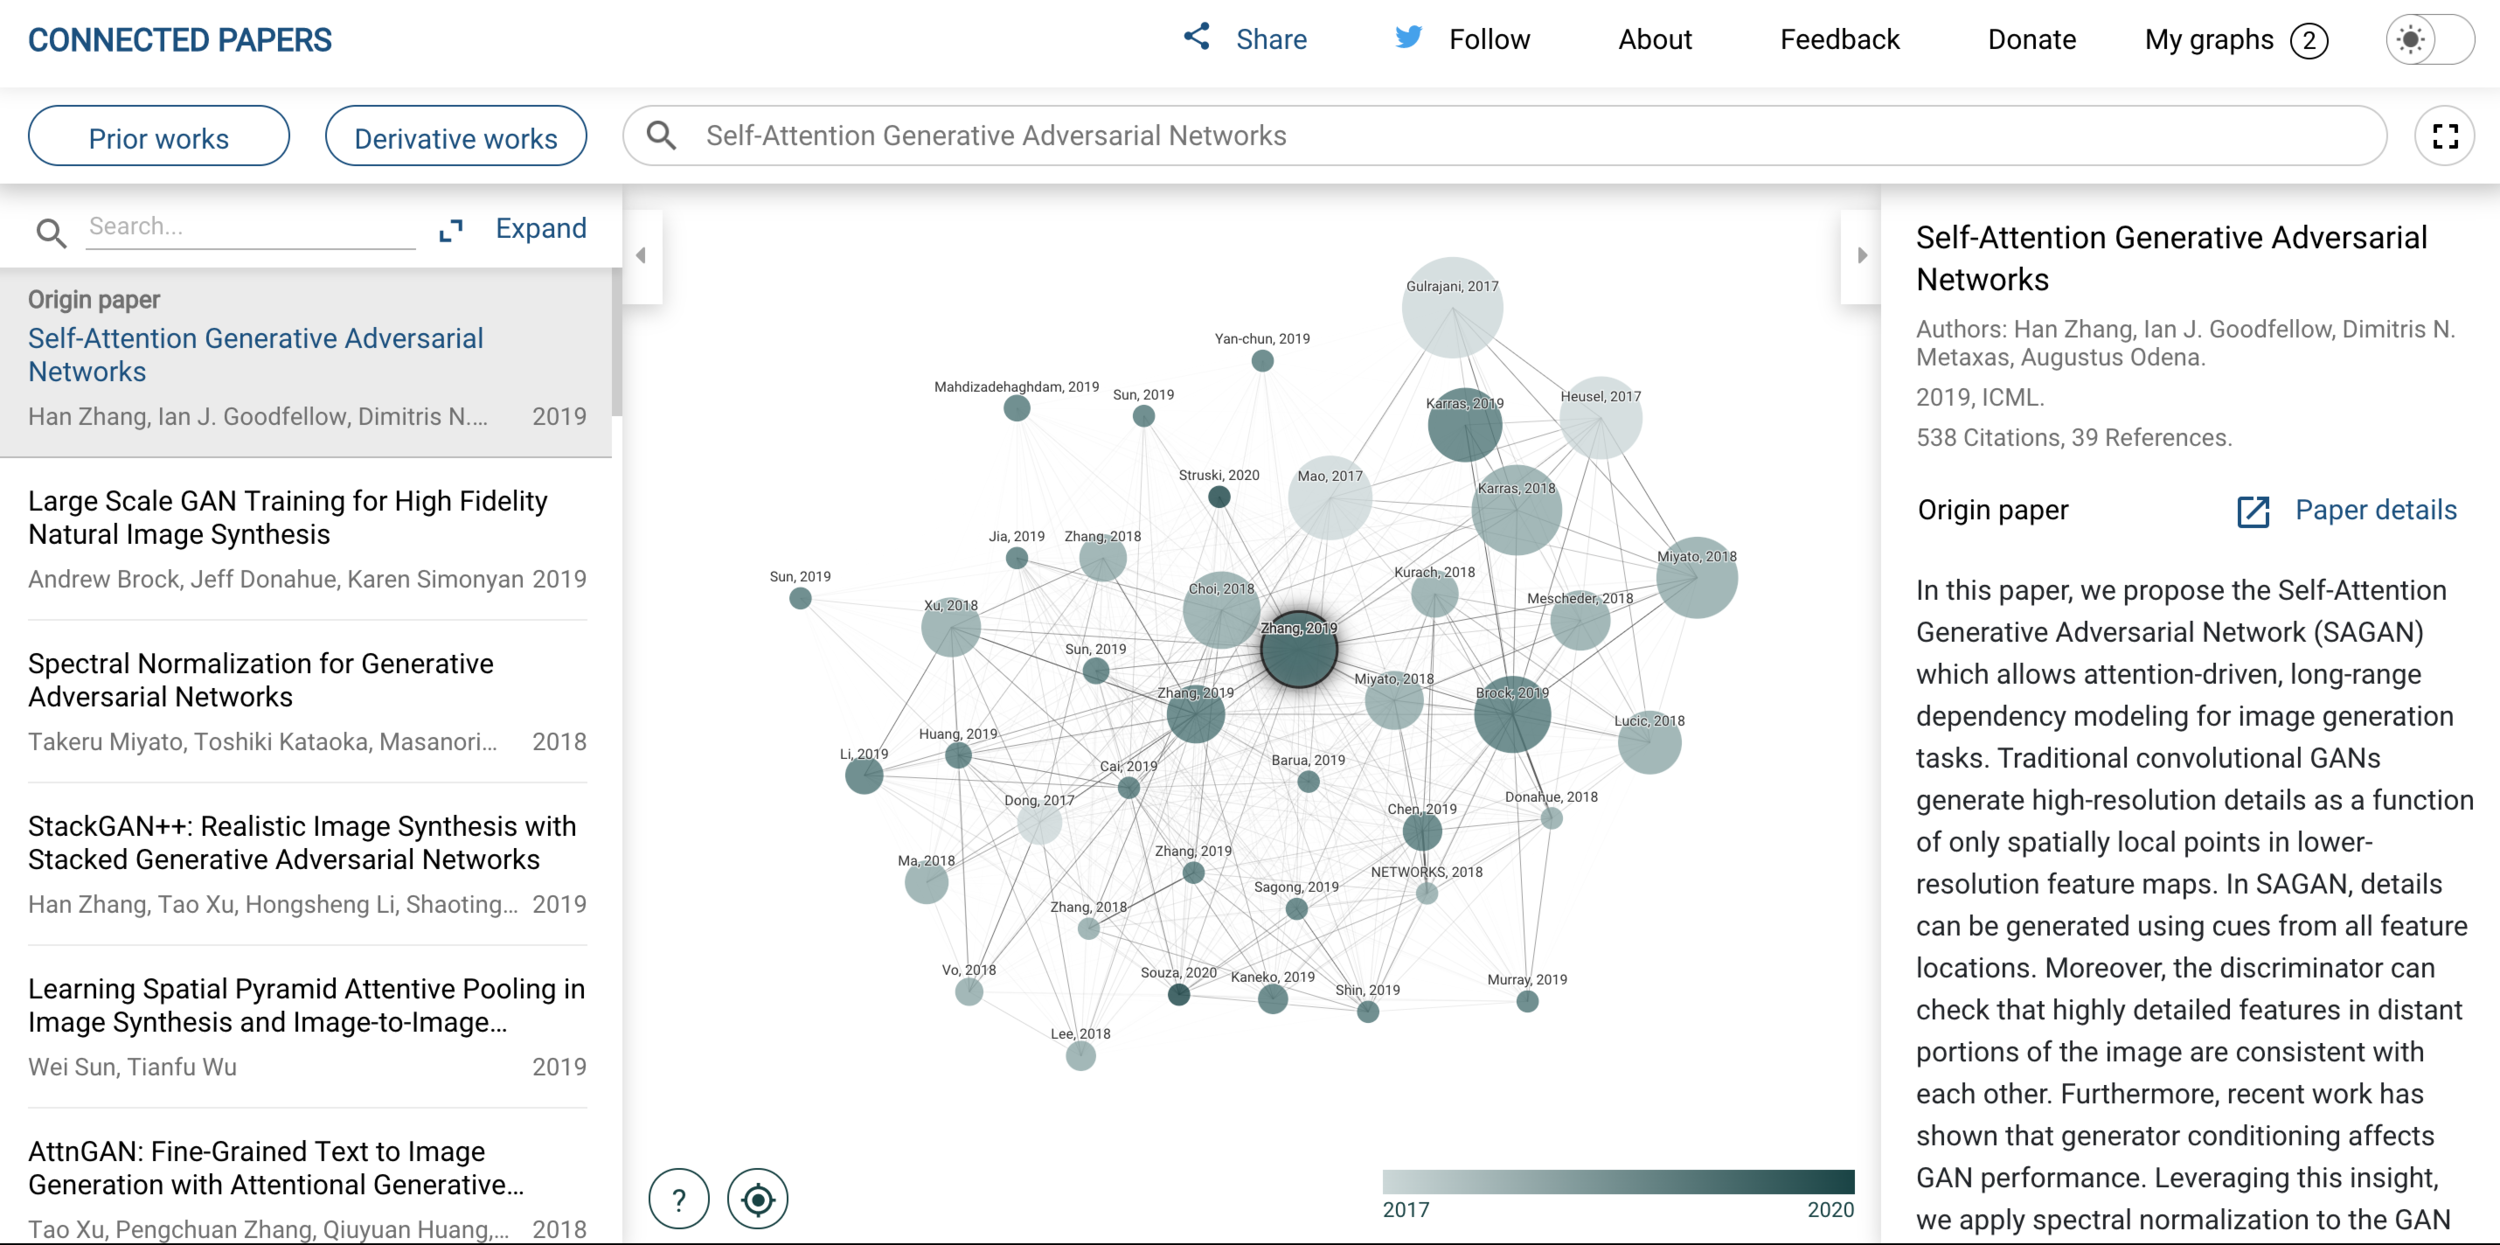 CONNECTED PAPERS
Share
Follow
About
Feedback
Donate
My graphs 2
Prior works
Derivative works
Self-Attention Generative Adversarial Networks
Search...
Expand
Origin paper
Self-Attention Generative Adversarial
Networks
Han Zhang, Ian J. Goodfellow, Dimitris N.... 2019
Large Scale GAN Training for High Fidelity
Natural Image Synthesis
Andrew Brock, Jeff Donahue, Karen Simonyan 2019
Spectral Normalization for Generative
Adversarial Networks
Takeru Miyato, Toshiki Kataoka, Masanori... 2018
StackGAN++: Realistic Image Synthesis with
Stacked Generative Adversarial Networks
Han Zhang, Tao Xu, Hongsheng Li, Shaoting... 2019
Learning Spatial Pyramid Attentive Pooling in
Image Synthesis and Image-to-Image...
Wei Sun, Tianfu Wu 2019
AttnGAN: Fine-Grained Text to Image
Generation with Attentional Generative...
Tao Xu, Pengchuan Zhang, Qiuyuan Huang,... 2018
Gulrajani, 2017
Yan-chun, 2019
Mahdizadehaghdam, 2019
Sun, 2019
Karras, 2019
Heusel, 2017
Struski, 2020
Mao, 2017
Karras, 2018
Jia, 2019
Zhang, 2018
Miyato, 2018
Sun, 2019
Choi, 2018
Kurach, 2018
Xu, 2018
Mescheder, 2018
Zhang, 2019
Sun, 2019
Zhang, 2019
Miyato, 2018
Brock, 2019
Lucic, 2018
Huang, 2019
Li, 2019
Cai, 2019
Barua, 2019
Dong, 2017
Chen, 2019
Donahue, 2018
Zhang, 2019
Ma, 2018
NETWORKS, 2018
Sagong, 2019
Zhang, 2018
Vo, 2018
Souza, 2020
Kaneko, 2019
Shin, 2019
Murray, 2019
Lee, 2018
?
2017
2020
Self-Attention Generative Adversarial
Networks
Authors: Han Zhang, Ian J. Goodfellow, Dimitris N.
Metaxas, Augustus Odena.
2019, ICML.
538 Citations, 39 References.
Origin paper
Paper details
In this paper, we propose the Self-Attention
Generative Adversarial Network (SAGAN)
which allows attention-driven, long-range
dependency modeling for image generation
tasks. Traditional convolutional GANs
generate high-resolution details as a function
of only spatially local points in lower-
resolution feature maps. In SAGAN, details
can be generated using cues from all feature
locations. Moreover, the discriminator can
check that highly detailed features in distant
portions of the image are consistent with
each other. Furthermore, recent work has
shown that generator conditioning affects
GAN performance. Leveraging this insight,
we apply spectral normalization to the GAN